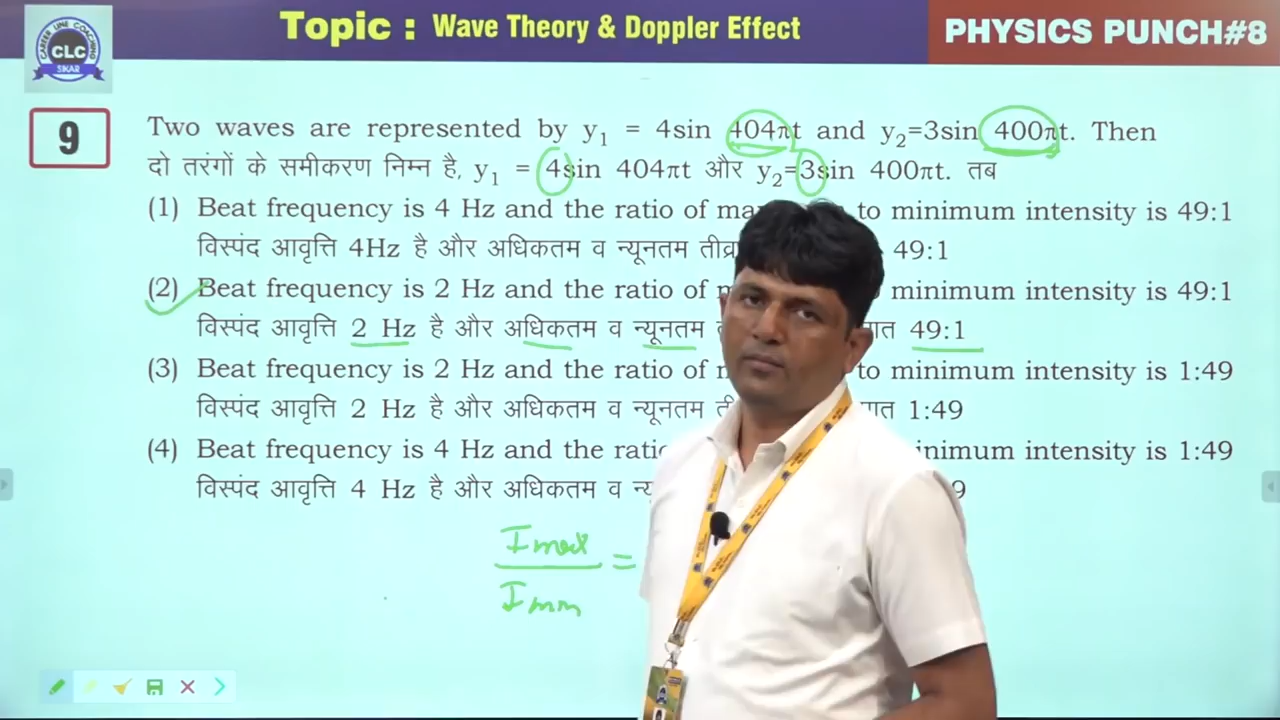 CAREER LINE COACHING
CLC
SIKAR
Topic : Wave Theory & Doppler Effect
PHYSICS PUNCH#8
9
Two waves are represented by y₁ = 4sin 404πt and y₂=3sin 400πt. Then
दो तरंगों के समीकरण निम्न है, y₁ = 4sin 404πt और y₂=3sin 400πt. तब
(1) Beat frequency is 4 Hz and the ratio of to minimum intensity is 49:1
विस्पंद आवृत्ति 4Hz है और अधिकतम व न्यूनतम 49:1
(2) Beat frequency is 2 Hz and the ratio of minimum intensity is 49:1
विस्पंद आवृत्ति 2 Hz है और अधिकतम व न्यूनतम 49:1
(3) Beat frequency is 2 Hz and the ratio of to minimum intensity is 1:49
विस्पंद आवृत्ति 2 Hz है और अधिकतम व न्यूनतम 1:49
(4) Beat frequency is 4 Hz and the minimum intensity is 1:49
विस्पंद आवृत्ति 4 Hz है और अधिकतम व
I max
=
I min